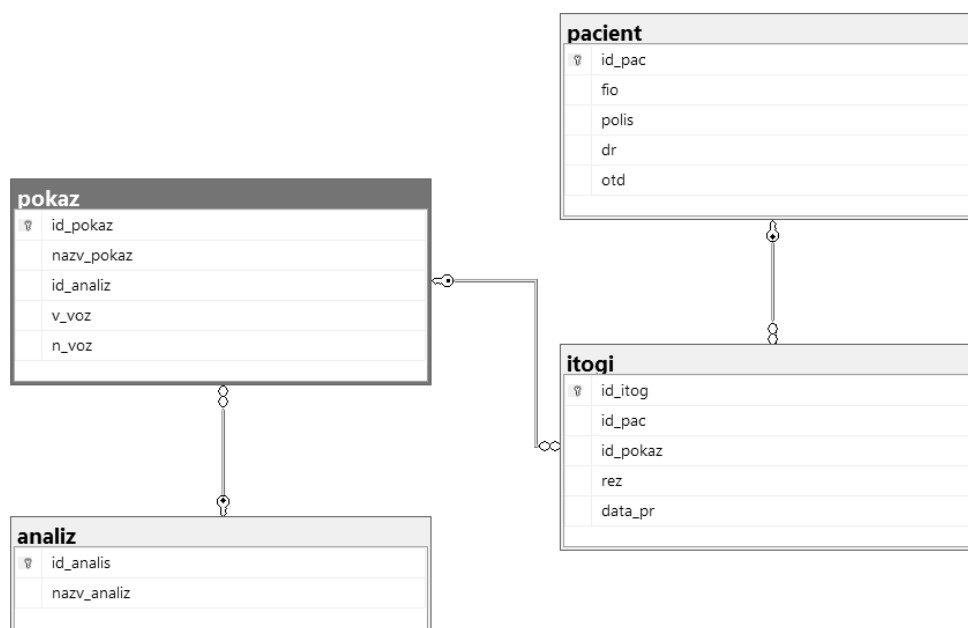 pacient
id_pac
fio
polis
dr
otd
pokaz
id_pokaz
nazv_pokaz
id_analiz
v_voz
n_voz
itogi
id_itog
id_pac
id_pokaz
rez
data_pr
analiz
id_analis
nazv_analiz